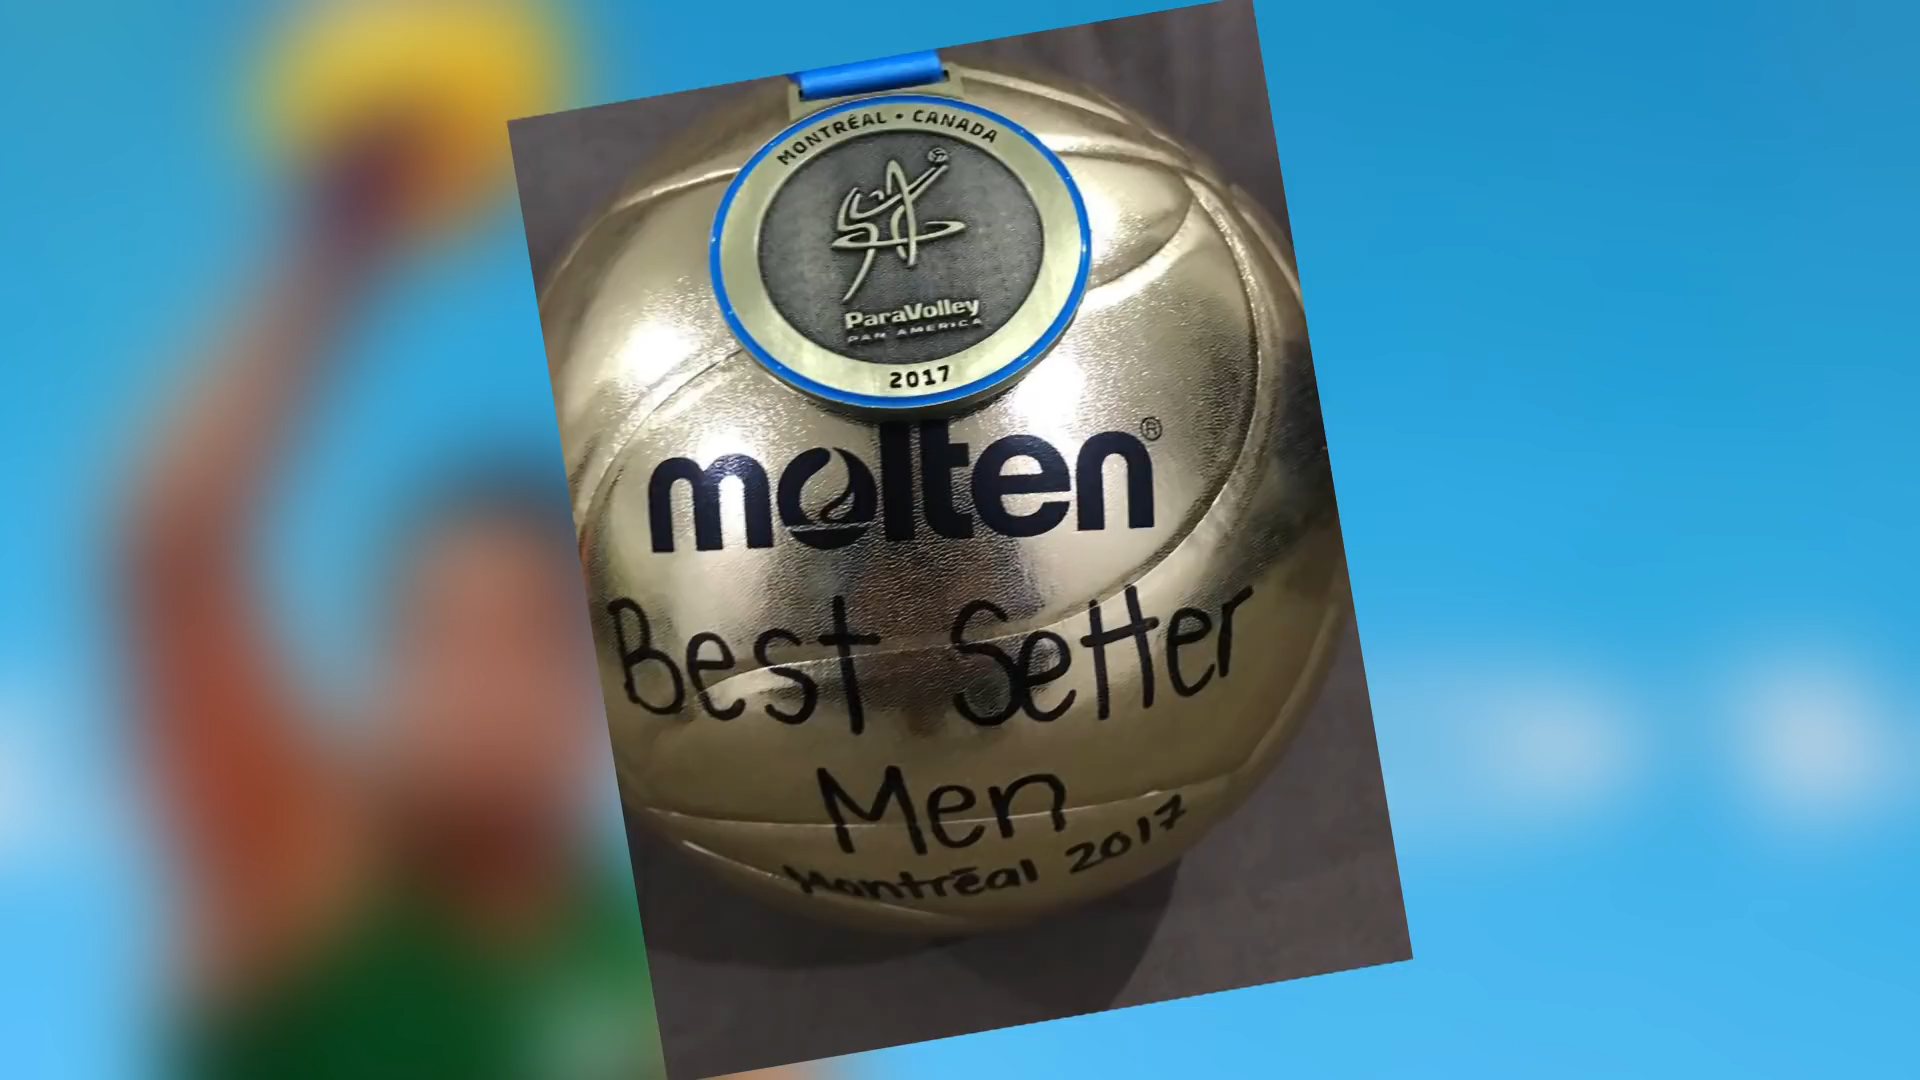 MONTRÉAL • CANADA
ParaVolley
PAN AMERICA
2017
molten®
Best Setter
Men
Montréal 2017